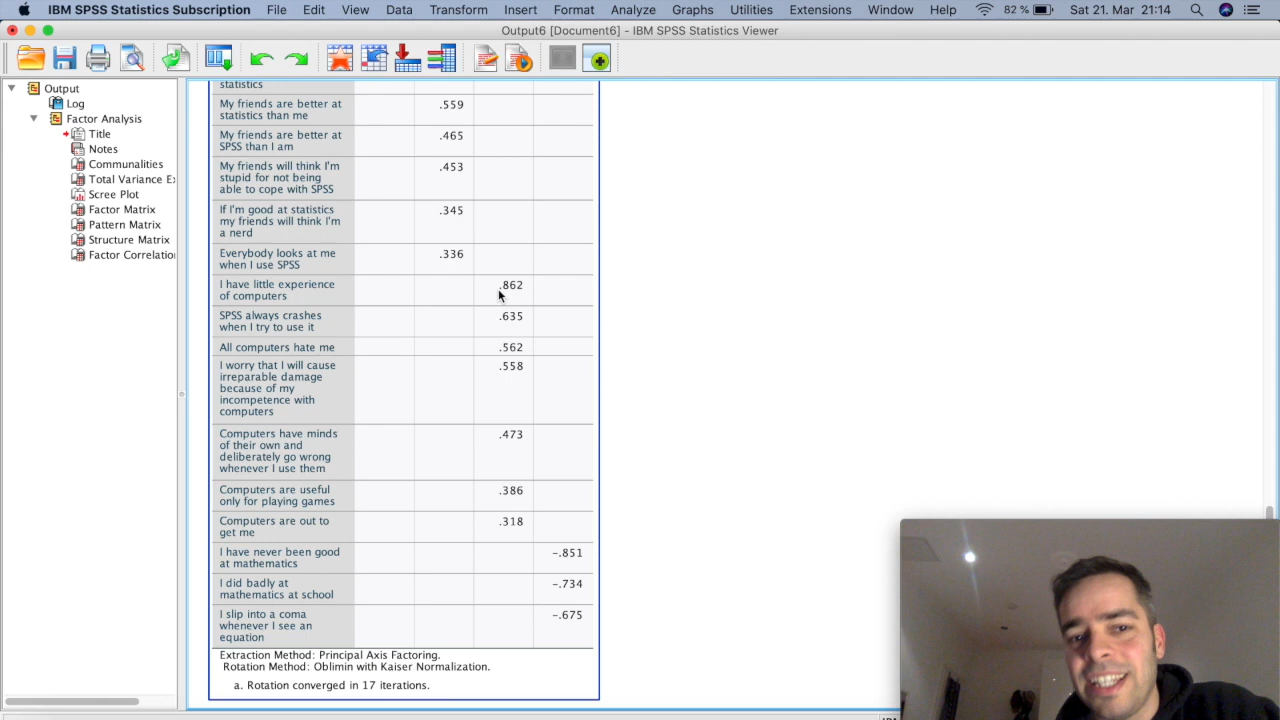 IBM SPSS Statistics Subscription File Edit View Data Transform Insert Format Analyze Graphs Utilities Extensions Window Help 82 % Sat 21. Mar 21:14
Output6 [Document6] - IBM SPSS Statistics Viewer
Output
Log
Factor Analysis
Title
Notes
Communalities
Total Variance Ex
Scree Plot
Factor Matrix
Pattern Matrix
Structure Matrix
Factor Correlatio
statistics
My friends are better at .559
statistics than me
My friends are better at .465
SPSS than I am
My friends will think I'm .453
stupid for not being
able to cope with SPSS
If I'm good at statistics .345
my friends will think I'm
a nerd
Everybody looks at me .336
when I use SPSS
I have little experience .862
of computers
SPSS always crashes .635
when I try to use it
All computers hate me .562
I worry that I will cause .558
irreparable damage
because of my
incompetence with
computers
Computers have minds .473
of their own and
deliberately go wrong
whenever I use them
Computers are useful .386
only for playing games
Computers are out to .318
get me
I have never been good -.851
at mathematics
I did badly at -.734
mathematics at school
I slip into a coma -.675
whenever I see an
equation
Extraction Method: Principal Axis Factoring.
Rotation Method: Oblimin with Kaiser Normalization.
a. Rotation converged in 17 iterations.